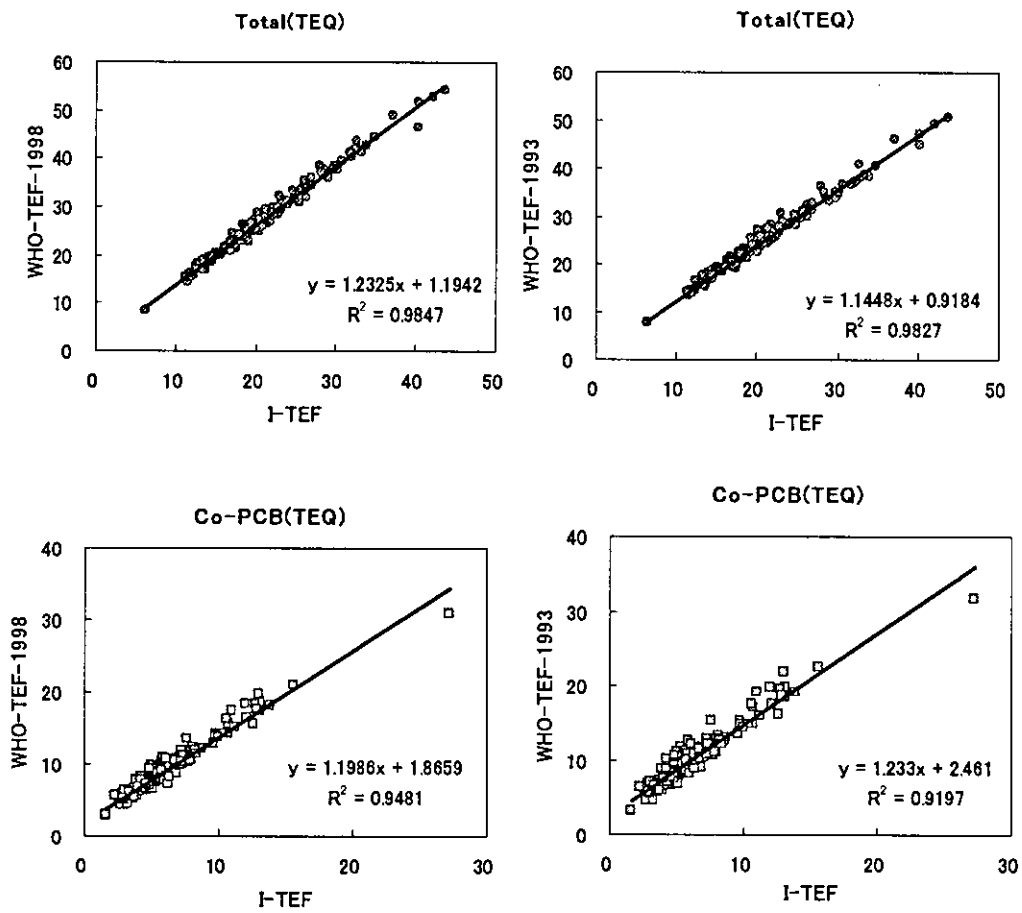 Total(TEQ)
WHO-TEF-1998
60
50
40
30
20
10
0
y = 1.2325x + 1.1942
R² = 0.9847
0 10 20 30 40 50
I-TEF
Total(TEQ)
WHO-TEF-1993
60
50
40
30
20
10
0
y = 1.1448x + 0.9184
R² = 0.9827
0 10 20 30 40 50
I-TEF
Co-PCB(TEQ)
WHO-TEF-1998
40
30
20
10
0
y = 1.1986x + 1.8659
R² = 0.9481
0 10 20 30
I-TEF
Co-PCB(TEQ)
WHO-TEF-1993
40
30
20
10
0
y = 1.233x + 2.461
R² = 0.9197
0 10 20 30
I-TEF